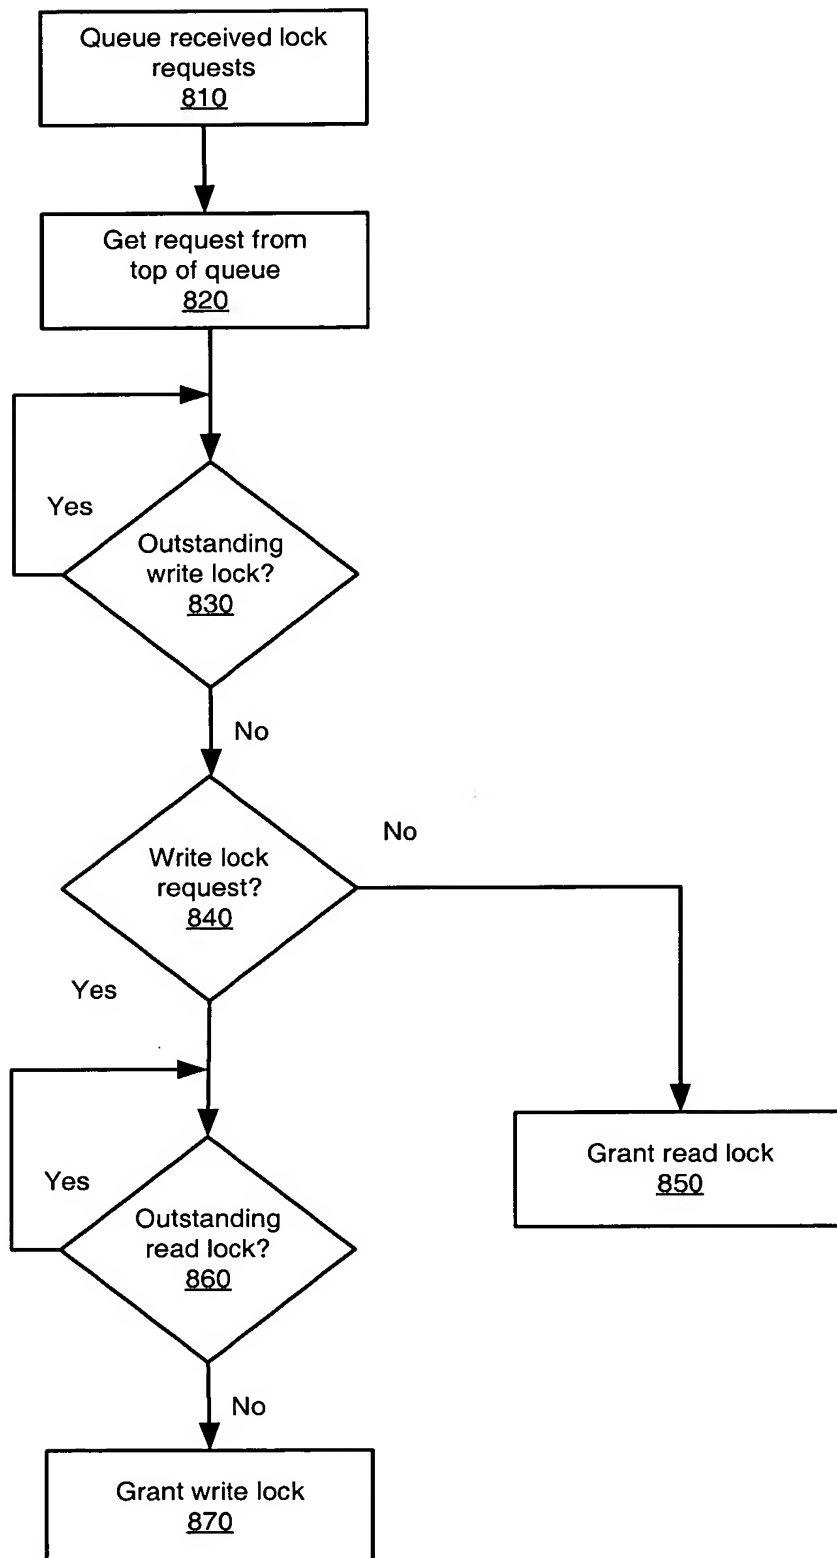 Queue received lock
requests
810
Get request from
top of queue
820
Yes
Outstanding
write lock?
830
No
Write lock
request?
840
No
Yes
Yes
Outstanding
read lock?
860
Grant read lock
850
No
Grant write lock
870